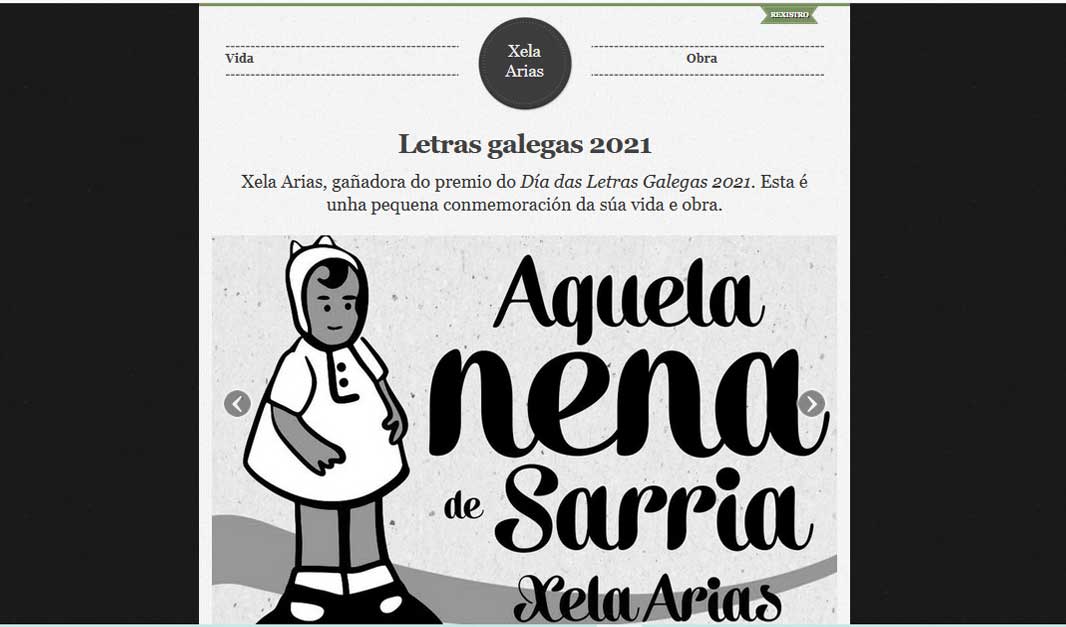 REXISTRO
Vida
Xela
Arias
Obra
Letras galegas 2021
Xela Arias, gañadora do premio do Día das Letras Galegas 2021. Esta é
unha pequena conmemoración da súa vida e obra.
Aquela
nena
de Sarria
Xela Arias